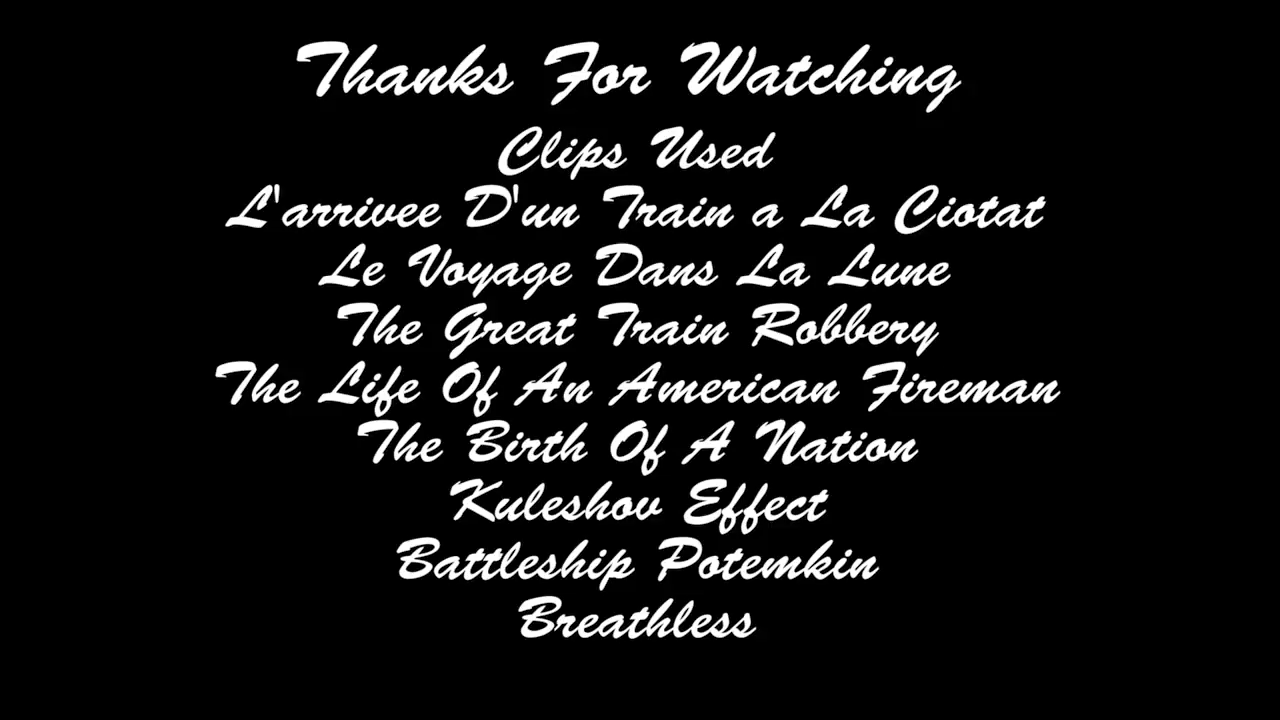 Thanks For Watching
Clips Used
L'arrivee D'un Train a La Ciotat
Le Voyage Dans La Lune
The Great Train Robbery
The Life Of An American Fireman
The Birth Of A Nation
Kuleshov Effect
Battleship Potemkin
Breathless